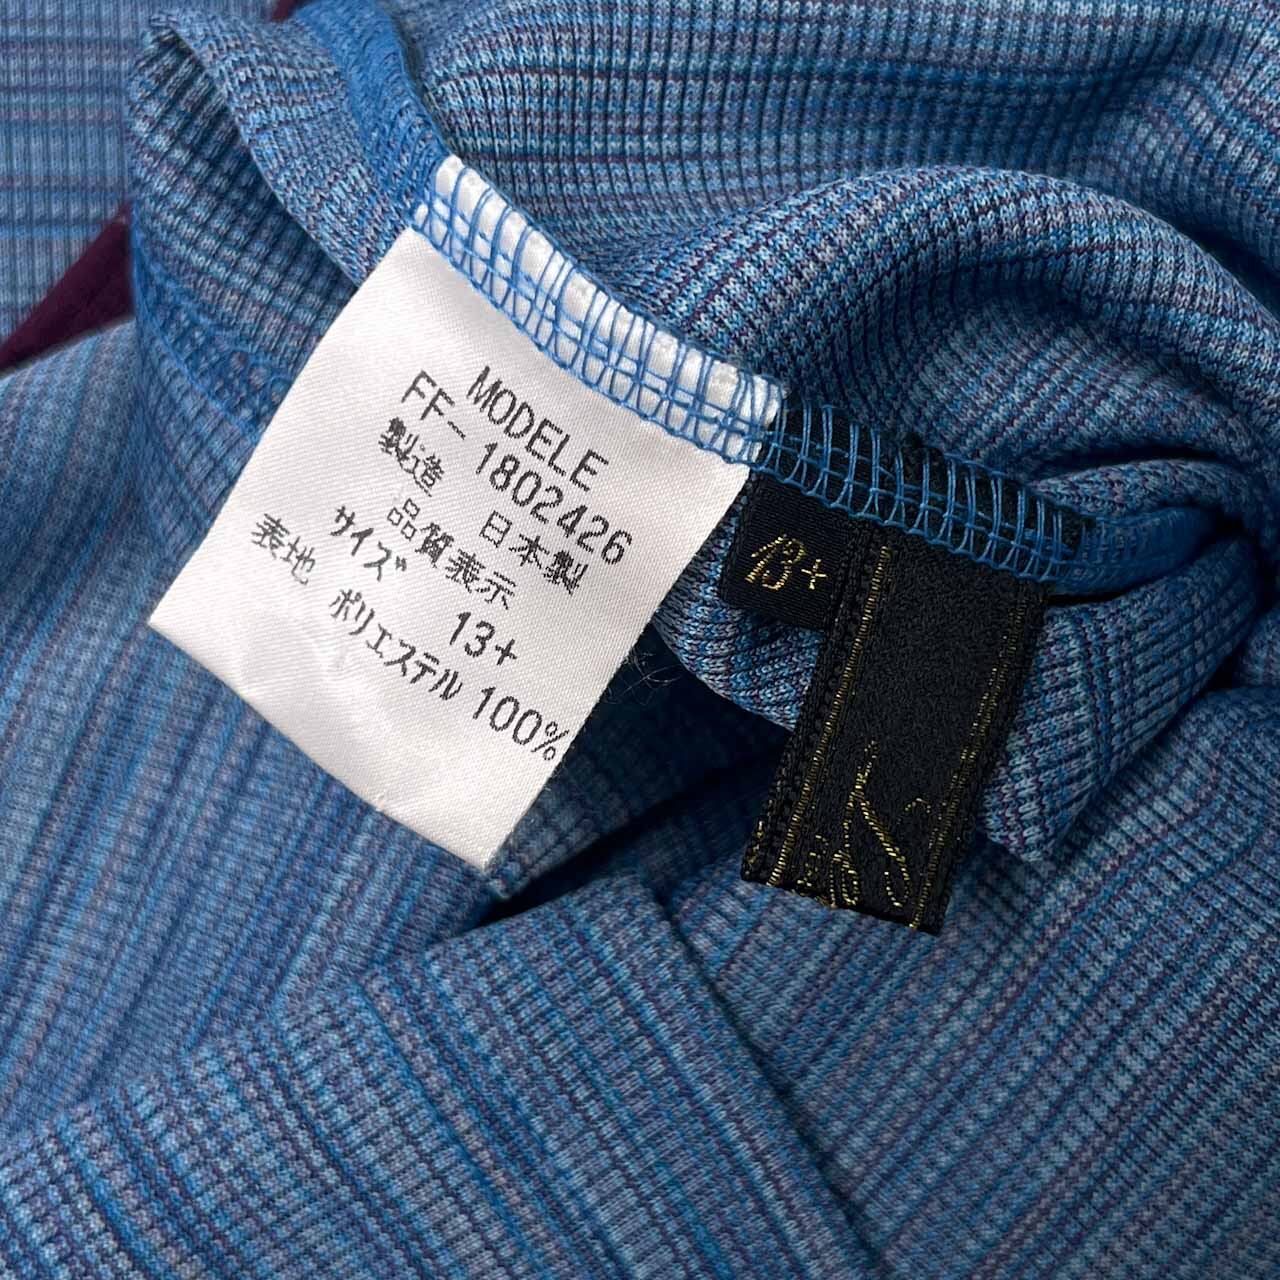 MODELE
FF-1802426
製造 日本製
品質表示
サイズ 13+
表地 ポリエステル 100%
13+